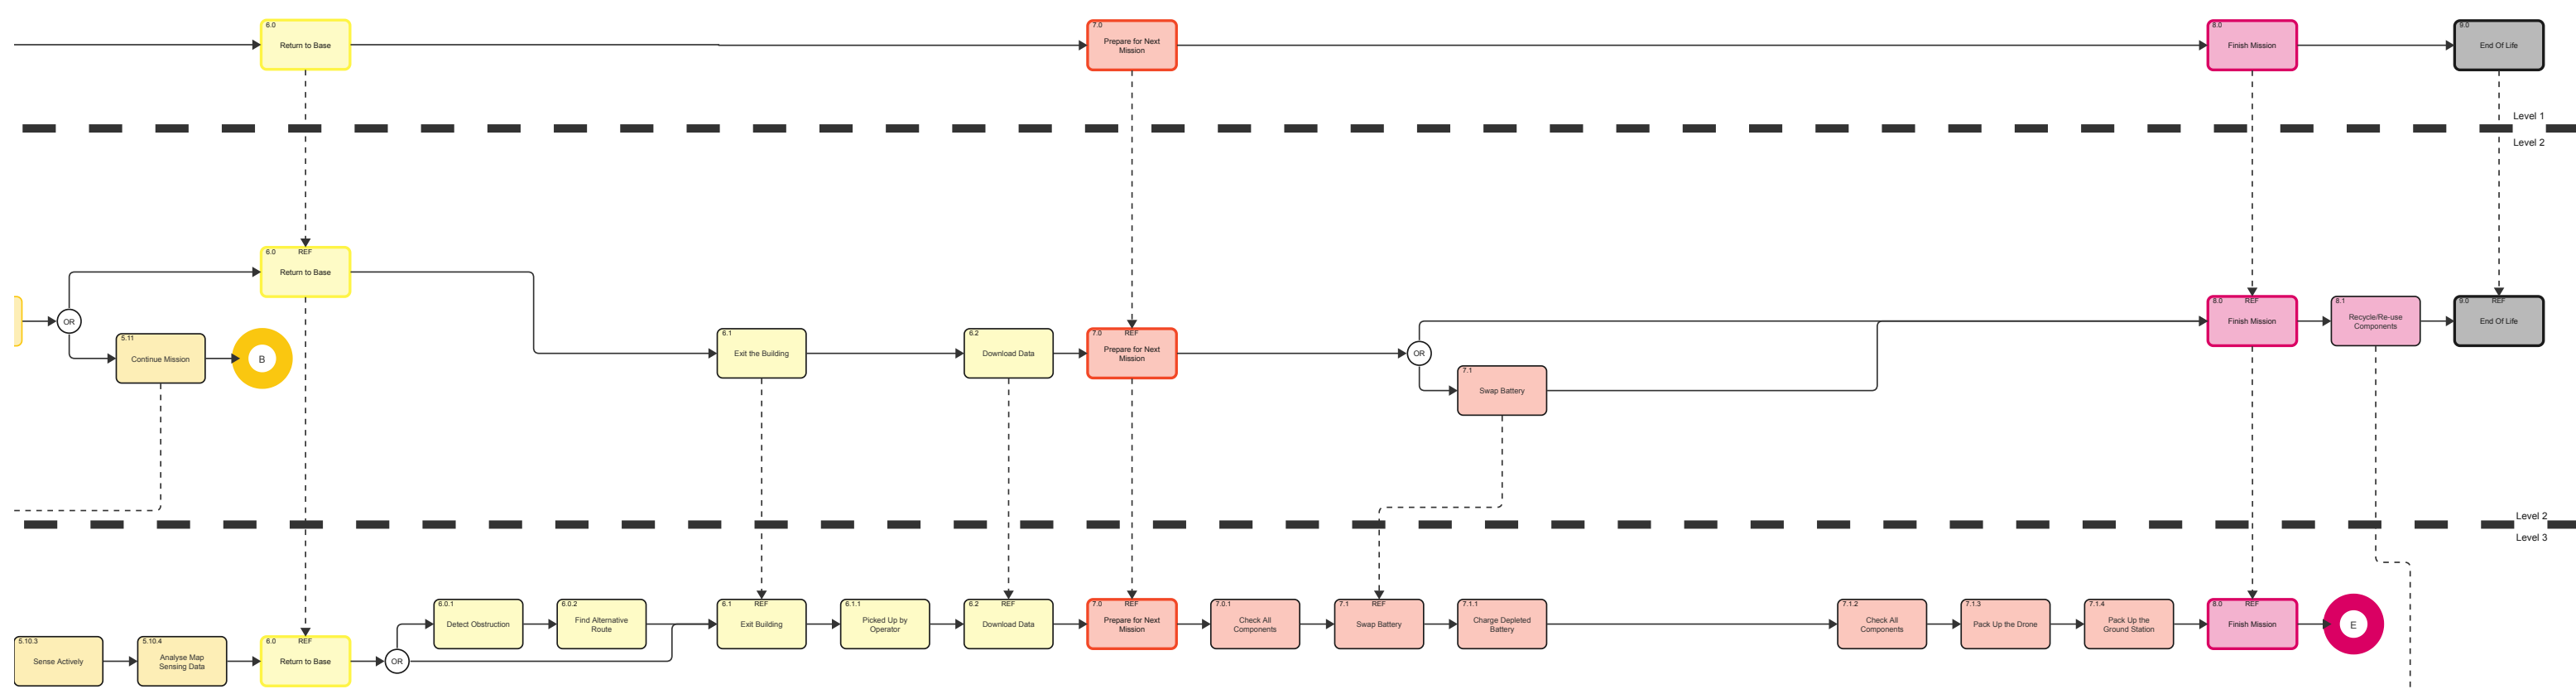 6.0
Return to Base
7.0
Prepare for Next
Mission
8.0
Finish Mission
9.0
End Of Life
Level 1
Level 2
6.0 REF
Return to Base
OR
5.11
Continue Mission
B
6.1
Exit the Building
6.2
Download Data
7.0 REF
Prepare for Next
Mission
OR
7.1
Swap Battery
8.0 REF
Finish Mission
8.1
Recycle/Re-use
Components
9.0 REF
End Of Life
Level 2
Level 3
5.10.3
Sense Actively
5.10.4
Analyse Map
Sensing Data
6.0 REF
Return to Base
OR
6.0.1
Detect Obstruction
6.0.2
Find Alternative
Route
6.1 REF
Exit Building
6.1.1
Picked Up by
Operator
6.2 REF
Download Data
7.0 REF
Prepare for Next
Mission
7.0.1
Check All
Components
7.1 REF
Swap Battery
7.1.1
Charge Depleted
Battery
7.1.2
Check All
Components
7.1.3
Pack Up the Drone
7.1.4
Pack Up the
Ground Station
8.0 REF
Finish Mission
E